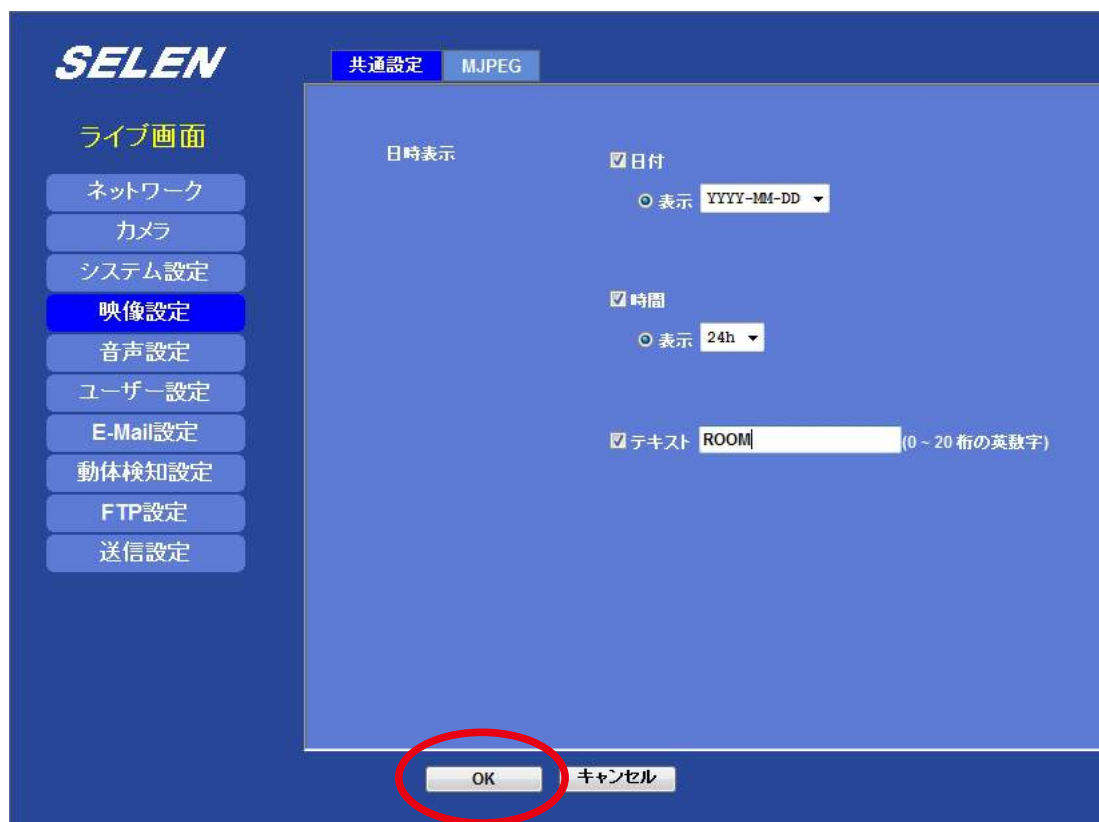 SELEN
ライブ画面
ネットワーク
カメラ
システム設定
映像設定
音声設定
ユーザー設定
E-Mail設定
動体検知設定
FTP設定
送信設定
共通設定 MJPEG
日時表示
日付
表示 YYYY-MM-DD
時間
表示 24h
テキスト ROOM (0 ~ 20 桁の英数字)
OK キャンセル